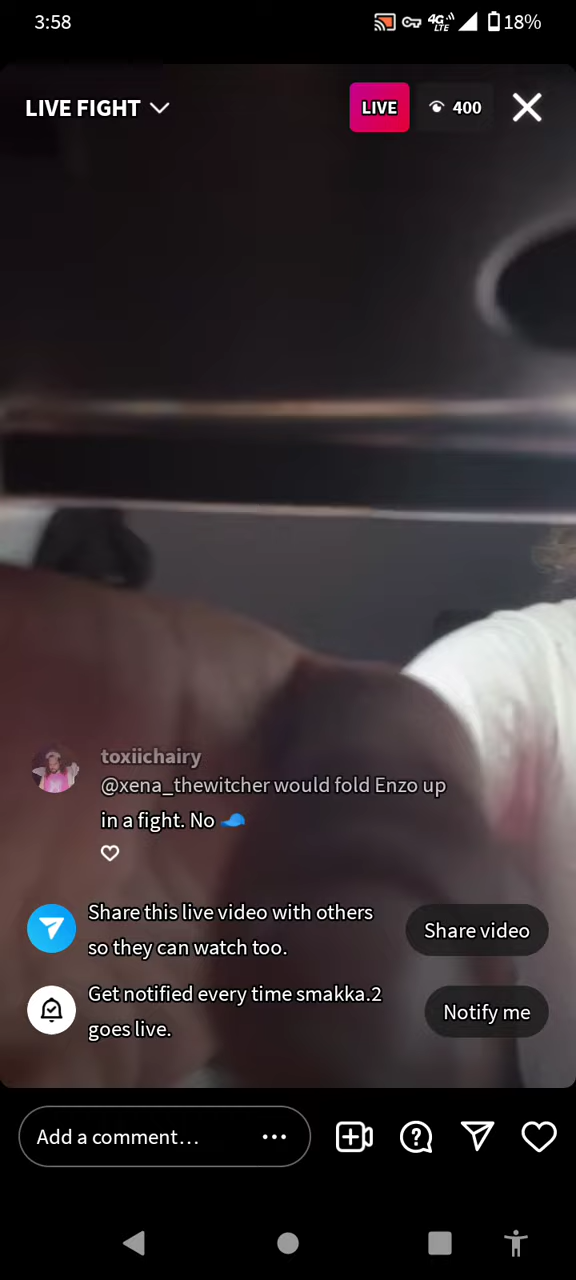 3:58
4G LTE 18%
LIVE FIGHT
LIVE 400
toxiichairy
@xena_thewitcher would fold Enzo up
in a fight. No 🧢
Share this live video with others
so they can watch too.
Share video
Get notified every time smakka.2
goes live.
Notify me
Add a comment…